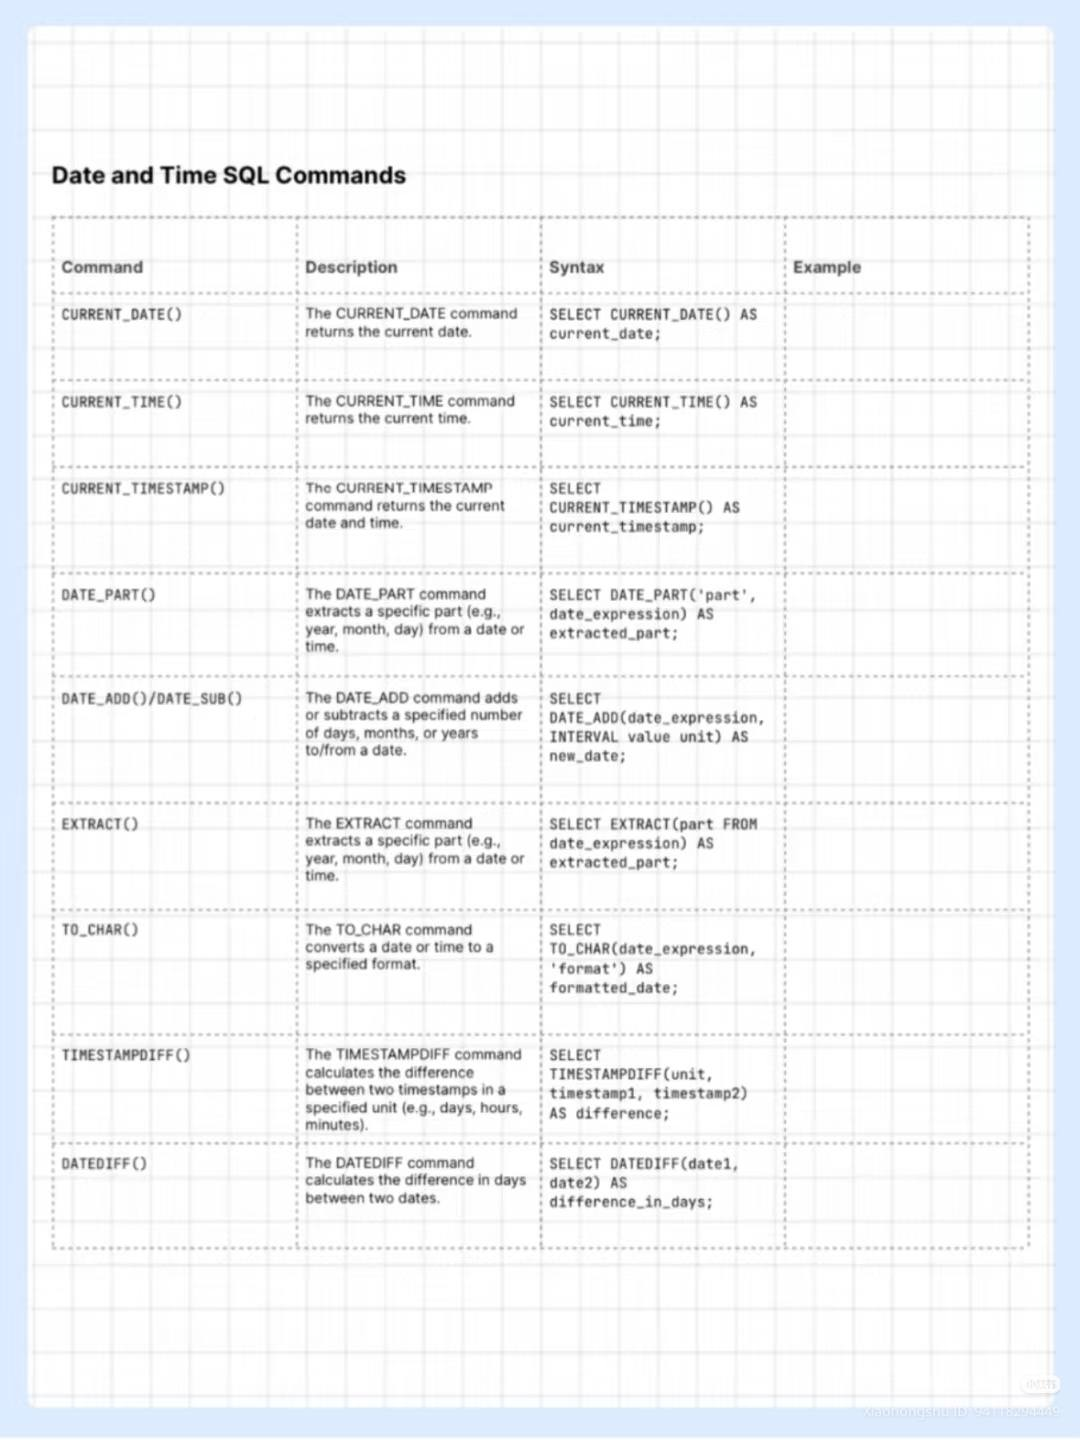 Date and Time SQL Commands
Command
Description
Syntax
Example
CURRENT_DATE()
The CURRENT_DATE command
returns the current date.
SELECT CURRENT_DATE() AS
current_date;
CURRENT_TIME()
The CURRENT_TIME command
returns the current time.
SELECT CURRENT_TIME() AS
current_time;
CURRENT_TIMESTAMP()
The CURRENT_TIMESTAMP
command returns the current
date and time.
SELECT
CURRENT_TIMESTAMP() AS
current_timestamp;
DATE_PART()
The DATE_PART command
extracts a specific part (e.g.,
year, month, day) from a date or
time.
SELECT DATE_PART('part',
date_expression) AS
extracted_part;
DATE_ADD()/DATE_SUB()
The DATE_ADD command adds
or subtracts a specified number
of days, months, or years
to/from a date.
SELECT
DATE_ADD(date_expression,
INTERVAL value unit) AS
new_date;
EXTRACT()
The EXTRACT command
extracts a specific part (e.g.,
year, month, day) from a date or
time.
SELECT EXTRACT(part FROM
date_expression) AS
extracted_part;
TO_CHAR()
The TO_CHAR command
converts a date or time to a
specified format.
SELECT
TO_CHAR(date_expression,
'format') AS
formatted_date;
TIMESTAMPDIFF()
The TIMESTAMPDIFF command
calculates the difference
between two timestamps in a
specified unit (e.g., days, hours,
minutes).
SELECT
TIMESTAMPDIFF(unit,
timestamp1, timestamp2)
AS difference;
DATEDIFF()
The DATEDIFF command
calculates the difference in days
between two dates.
SELECT DATEDIFF(date1,
date2) AS
difference_in_days;
小红书